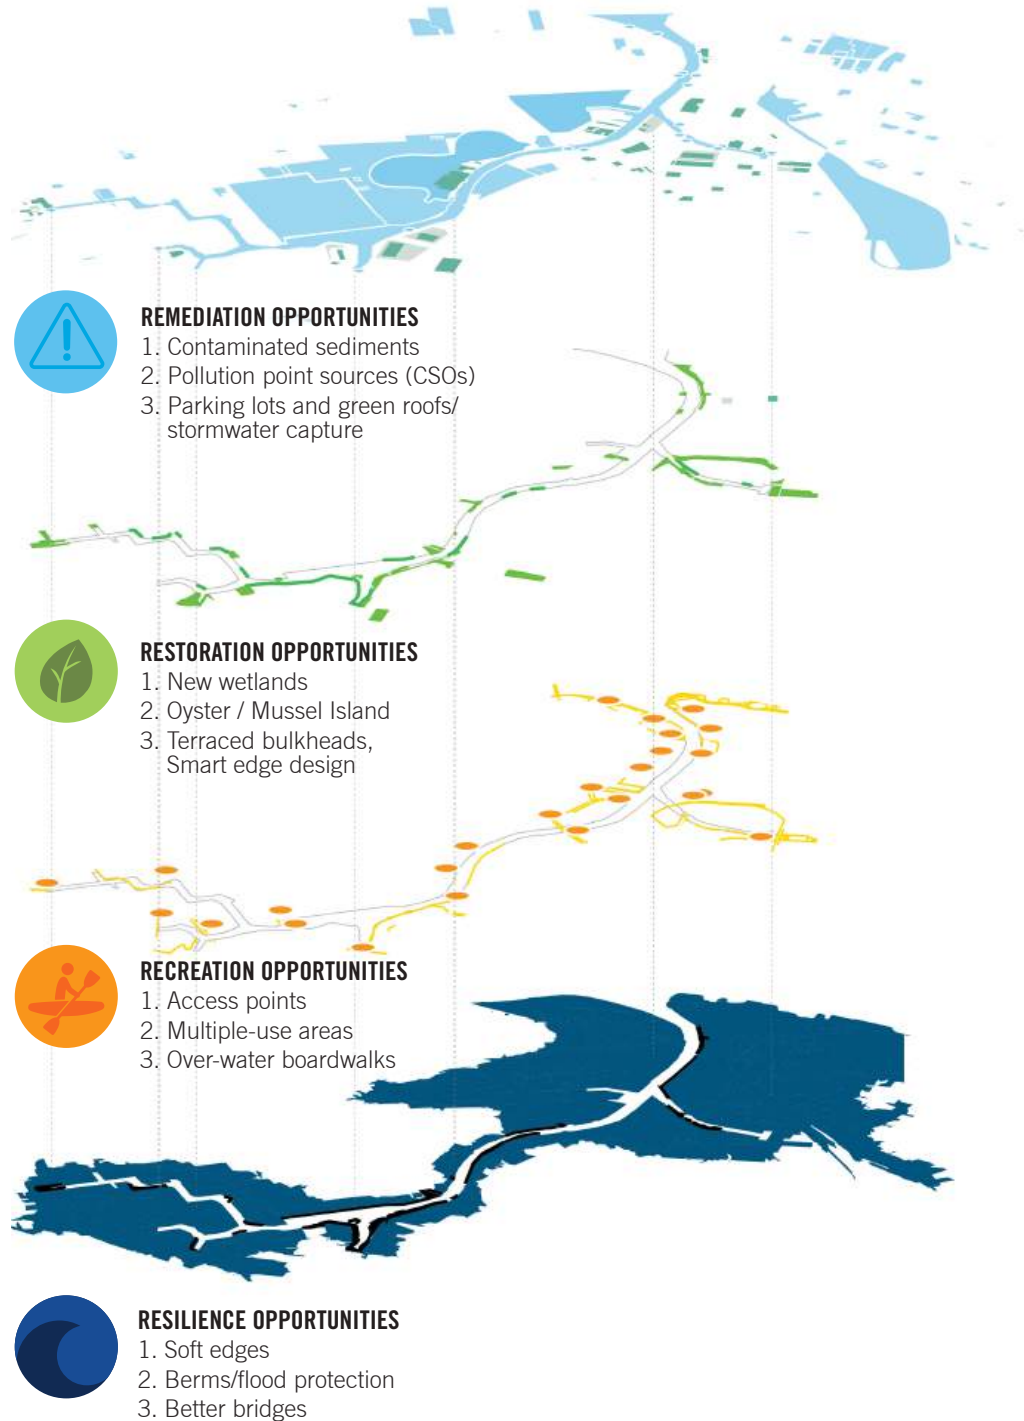 REMEDIATION OPPORTUNITIES
1. Contaminated sediments
2. Pollution point sources (CSOs)
3. Parking lots and green roofs/
stormwater capture
RESTORATION OPPORTUNITIES
1. New wetlands
2. Oyster / Mussel Island
3. Terraced bulkheads,
Smart edge design
RECREATION OPPORTUNITIES
1. Access points
2. Multiple-use areas
3. Over-water boardwalks
RESILIENCE OPPORTUNITIES
1. Soft edges
2. Berms/flood protection
3. Better bridges